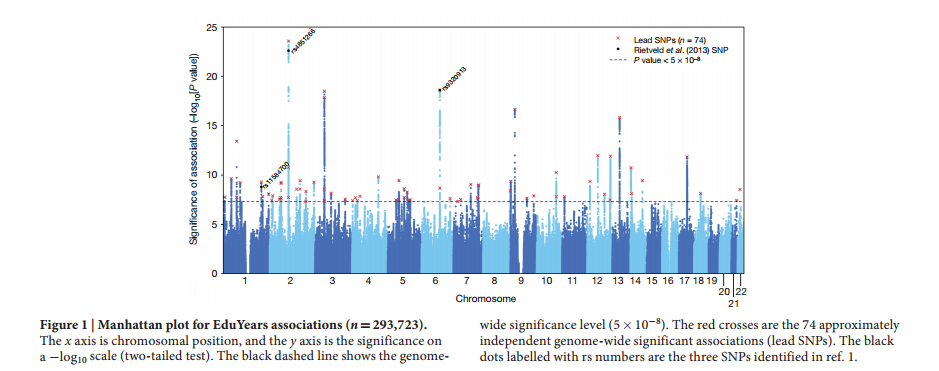 25
20
15
10
5
0
Significance of association (–log10[P value])
rs4851266
rs9320913
rs11584700
× Lead SNPs (n = 74)
• Rietveld et al. (2013) SNP
----- P value < 5 × 10–8
1 2 3 4 5 6 7 8 9 10 11 12 13 14 15 16 17 18 19 20 21 22
Chromosome
Figure 1 | Manhattan plot for EduYears associations (n = 293,723).
The x axis is chromosomal position, and the y axis is the significance on
a −log10 scale (two-tailed test). The black dashed line shows the genome-
wide significance level (5 × 10−8). The red crosses are the 74 approximately
independent genome-wide significant associations (lead SNPs). The black
dots labelled with rs numbers are the three SNPs identified in ref. 1.